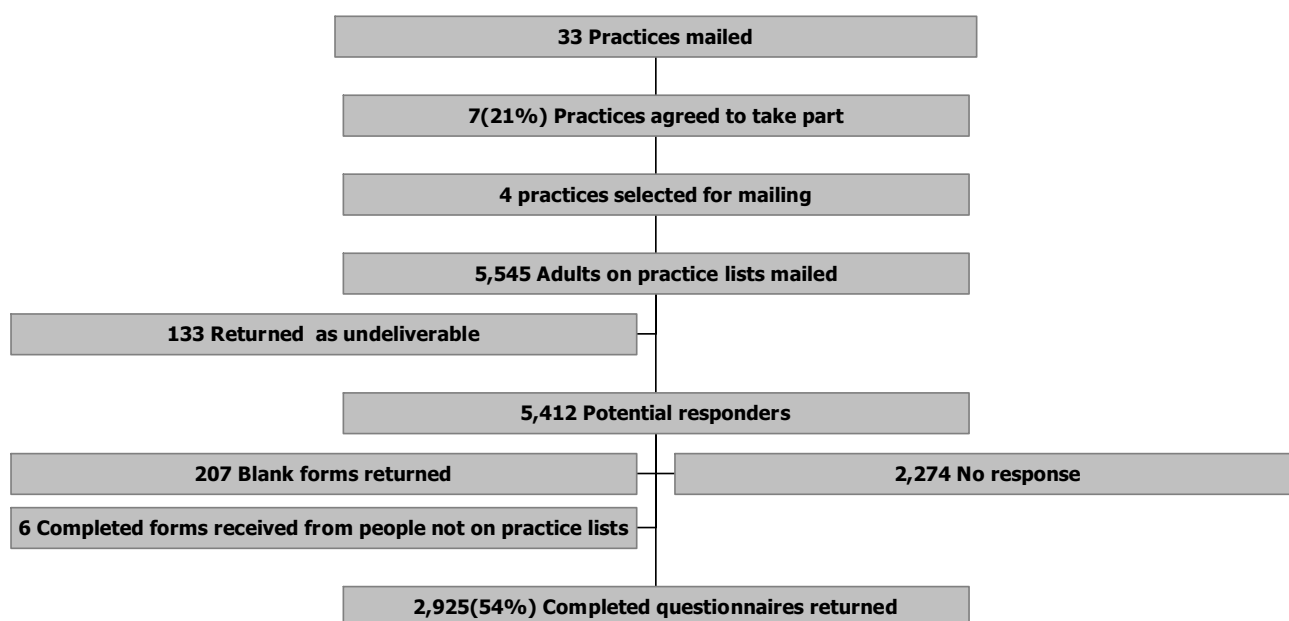 33 Practices mailed
7(21%) Practices agreed to take part
4 practices selected for mailing
5,545 Adults on practice lists mailed
133 Returned as undeliverable
5,412 Potential responders
207 Blank forms returned
2,274 No response
6 Completed forms received from people not on practice lists
2,925(54%) Completed questionnaires returned